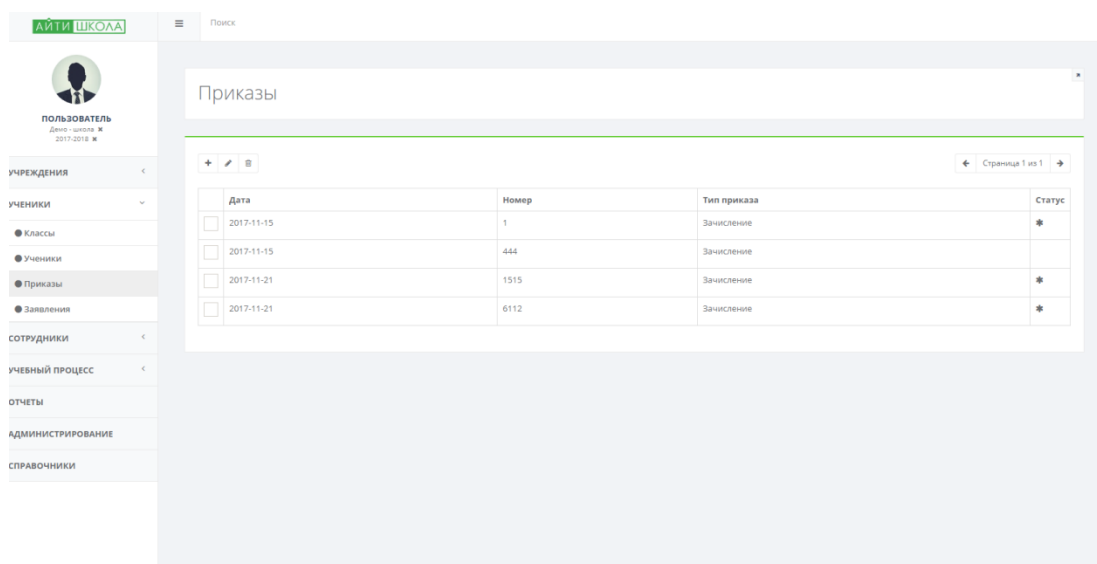 АЙТИ ШКОЛА
Поиск
ПОЛЬЗОВАТЕЛЬ
Демо - школа ✖
2017-2018 ✖
УЧРЕЖДЕНИЯ
УЧЕНИКИ
Классы
Ученики
Приказы
Заявления
СОТРУДНИКИ
УЧЕБНЫЙ ПРОЦЕСС
ОТЧЕТЫ
АДМИНИСТРИРОВАНИЕ
СПРАВОЧНИКИ
Приказы
Страница 1 из 1
Дата Номер Тип приказа Статус
2017-11-15 1 Зачисление ✱
2017-11-15 444 Зачисление
2017-11-21 1515 Зачисление ✱
2017-11-21 6112 Зачисление ✱